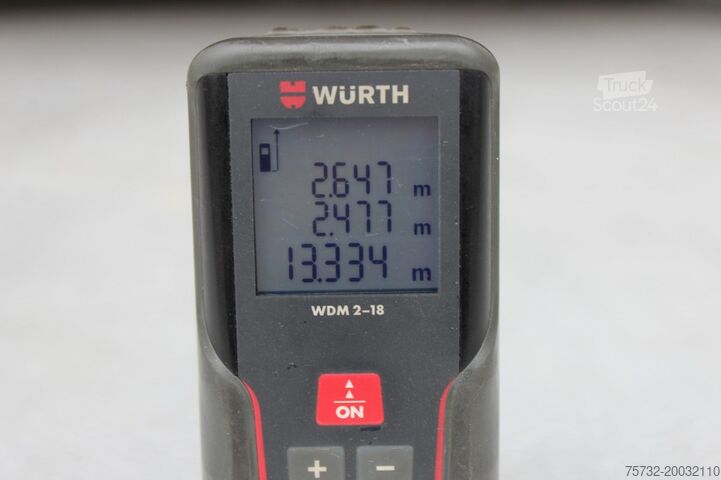 WÜRTH
Truck
Scout24
2.647 m
2.477 m
13.334 m
WDM 2-18
ON
+ −
75732-20032110